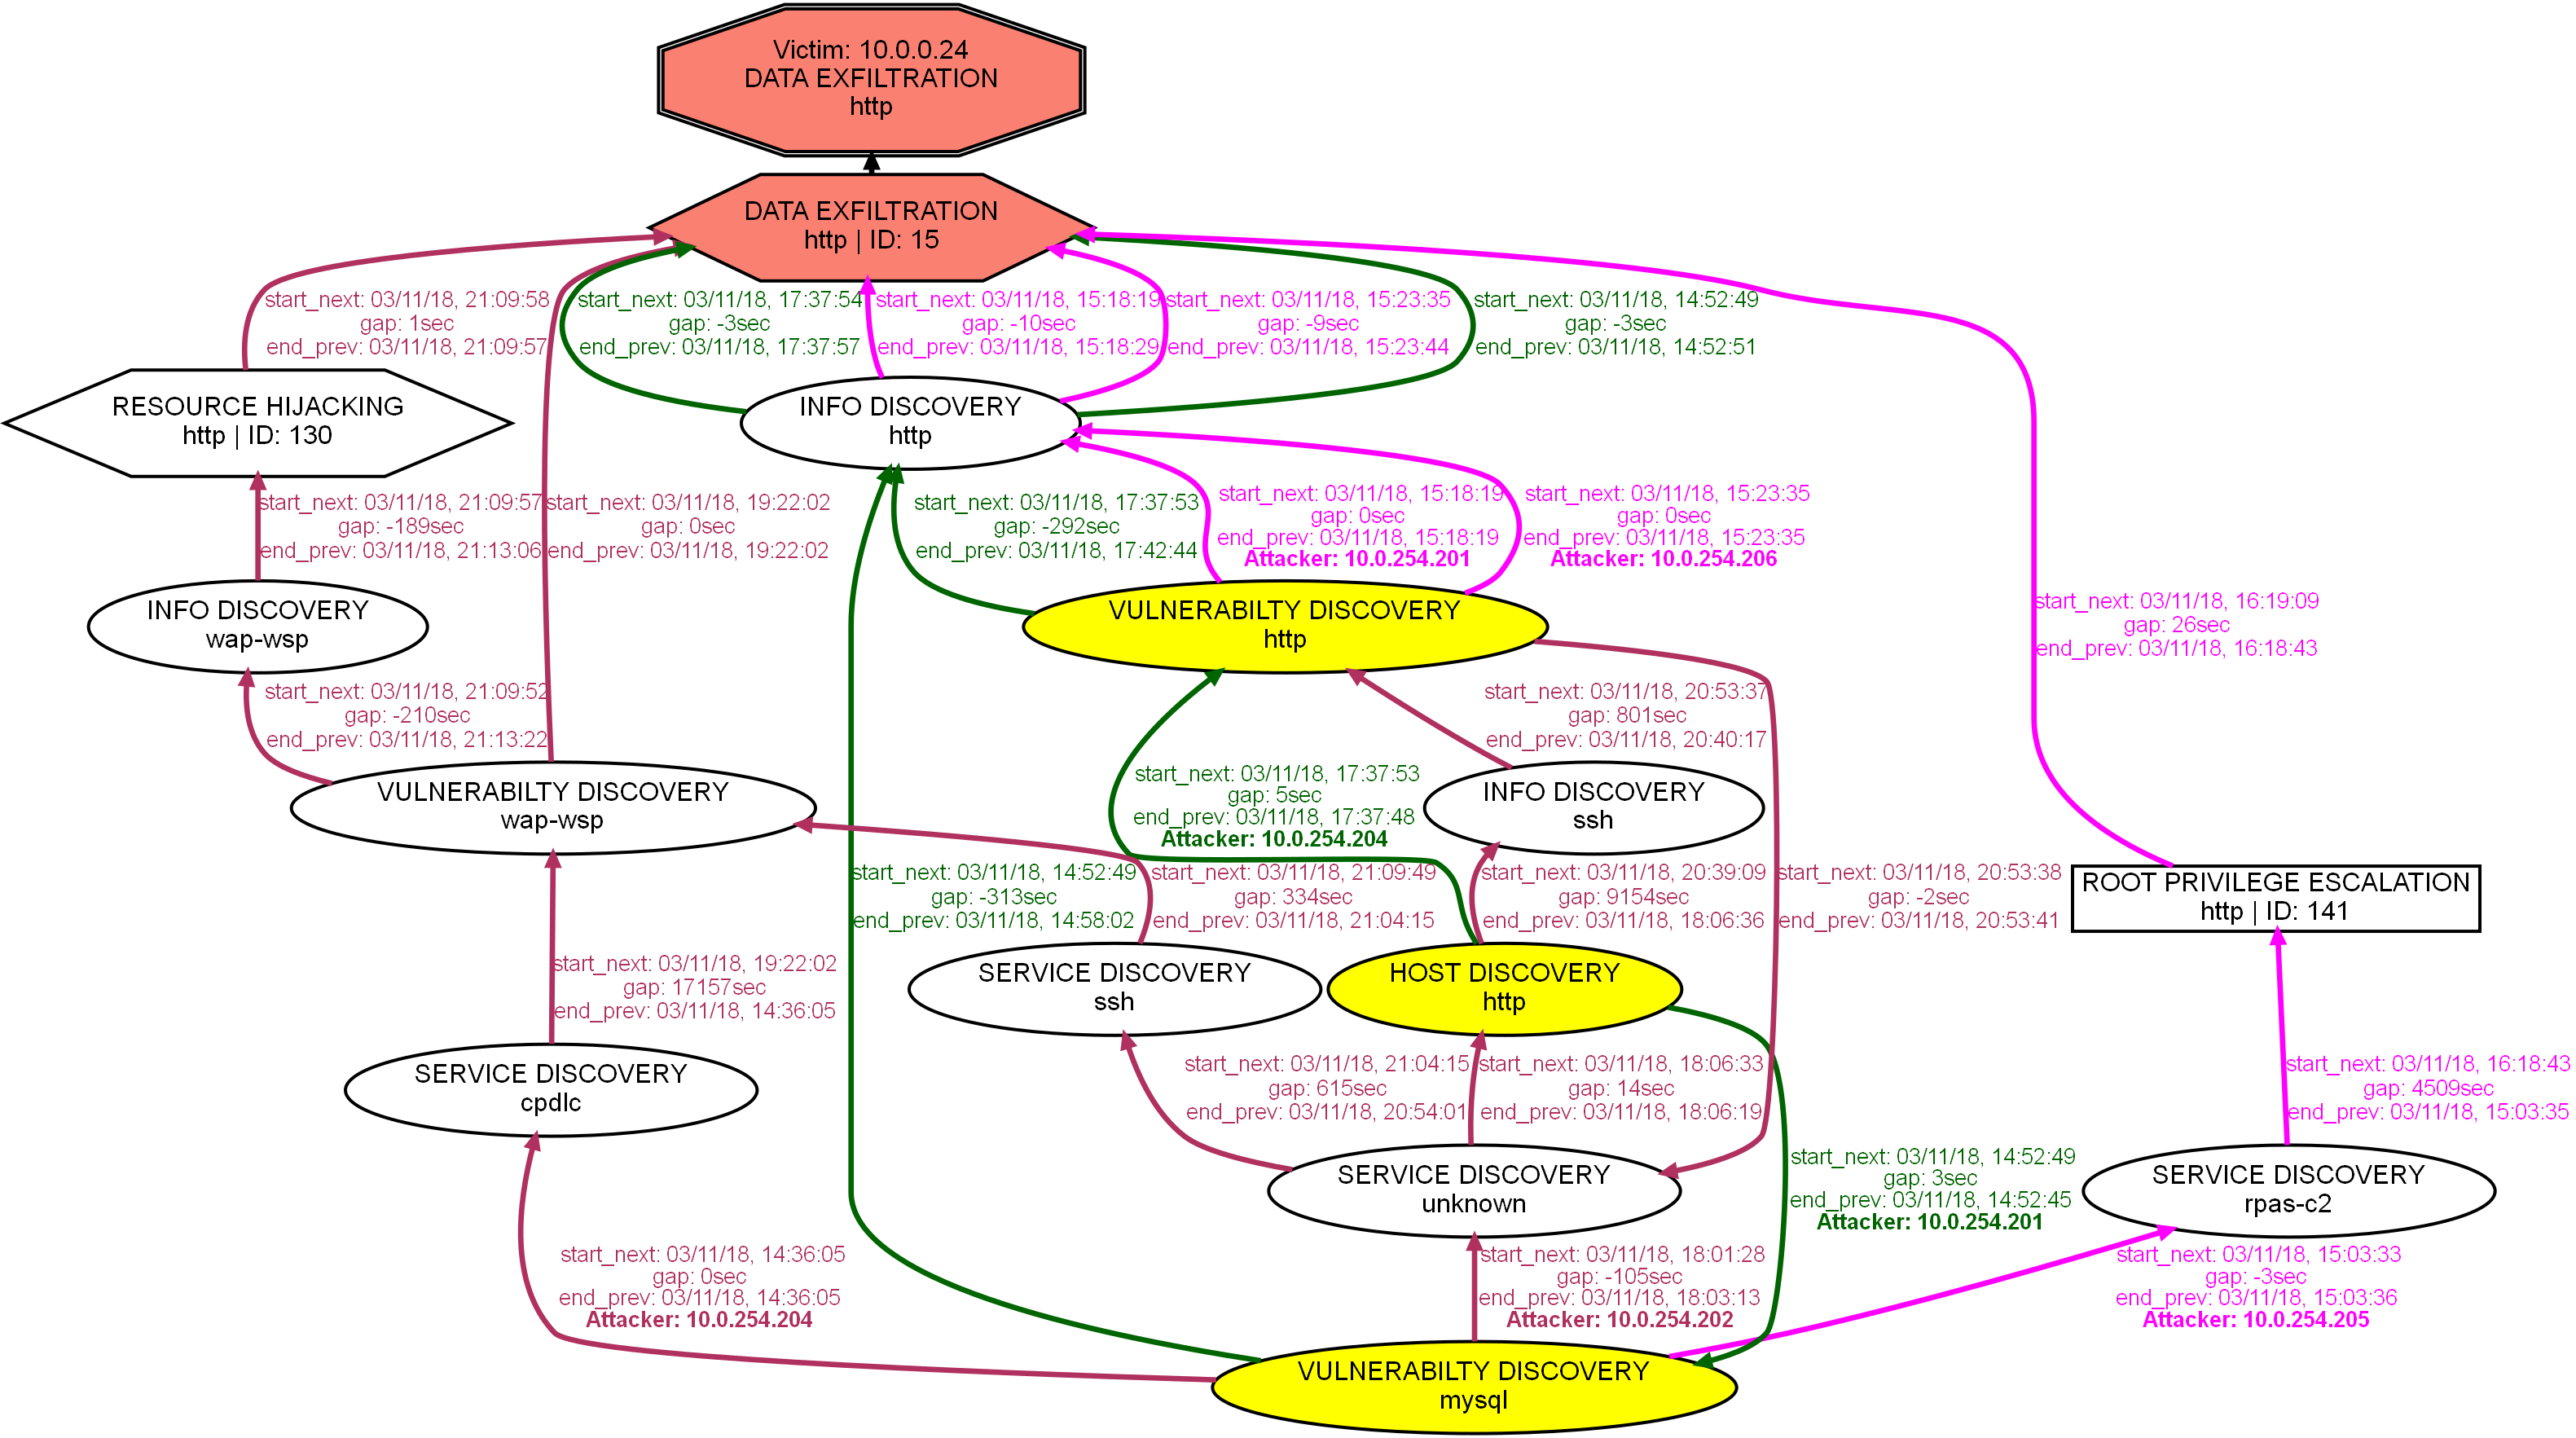 Victim: 10.0.0.24
DATA EXFILTRATION
http
DATA EXFILTRATION
http | ID: 15
start_next: 03/11/18, 21:09:58
gap: 1sec
end_prev: 03/11/18, 21:09:57
start_next: 03/11/18, 17:37:54
gap: -3sec
end_prev: 03/11/18, 17:37:57
start_next: 03/11/18, 15:18:19
gap: -10sec
end_prev: 03/11/18, 15:18:29
start_next: 03/11/18, 15:23:35
gap: -9sec
end_prev: 03/11/18, 15:23:44
start_next: 03/11/18, 14:52:49
gap: -3sec
end_prev: 03/11/18, 14:52:51
RESOURCE HIJACKING
http | ID: 130
INFO DISCOVERY
http
start_next: 03/11/18, 21:09:57
gap: -189sec
end_prev: 03/11/18, 21:13:06
start_next: 03/11/18, 19:22:02
gap: 0sec
end_prev: 03/11/18, 19:22:02
start_next: 03/11/18, 17:37:53
gap: -292sec
end_prev: 03/11/18, 17:42:44
start_next: 03/11/18, 15:18:19
gap: 0sec
end_prev: 03/11/18, 15:18:19
Attacker: 10.0.254.201
start_next: 03/11/18, 15:23:35
gap: 0sec
end_prev: 03/11/18, 15:23:35
Attacker: 10.0.254.206
INFO DISCOVERY
wap-wsp
VULNERABILTY DISCOVERY
http
start_next: 03/11/18, 16:19:09
gap: 26sec
end_prev: 03/11/18, 16:18:43
start_next: 03/11/18, 21:09:52
gap: -210sec
end_prev: 03/11/18, 21:13:22
start_next: 03/11/18, 20:53:37
gap: 801sec
end_prev: 03/11/18, 20:40:17
VULNERABILTY DISCOVERY
wap-wsp
start_next: 03/11/18, 17:37:53
gap: 5sec
end_prev: 03/11/18, 17:37:48
Attacker: 10.0.254.204
INFO DISCOVERY
ssh
start_next: 03/11/18, 14:52:49
gap: -313sec
end_prev: 03/11/18, 14:58:02
start_next: 03/11/18, 21:09:49
gap: 334sec
end_prev: 03/11/18, 21:04:15
start_next: 03/11/18, 20:39:09
gap: 9154sec
end_prev: 03/11/18, 18:06:36
start_next: 03/11/18, 20:53:38
gap: -2sec
end_prev: 03/11/18, 20:53:41
ROOT PRIVILEGE ESCALATION
http | ID: 141
start_next: 03/11/18, 19:22:02
gap: 17157sec
end_prev: 03/11/18, 14:36:05
SERVICE DISCOVERY
ssh
HOST DISCOVERY
http
SERVICE DISCOVERY
cpdlc
start_next: 03/11/18, 21:04:15
gap: 615sec
end_prev: 03/11/18, 20:54:01
start_next: 03/11/18, 18:06:33
gap: 14sec
end_prev: 03/11/18, 18:06:19
start_next: 03/11/18, 16:18:43
gap: 4509sec
end_prev: 03/11/18, 15:03:35
SERVICE DISCOVERY
unknown
start_next: 03/11/18, 14:52:49
gap: 3sec
end_prev: 03/11/18, 14:52:45
Attacker: 10.0.254.201
SERVICE DISCOVERY
rpas-c2
start_next: 03/11/18, 14:36:05
gap: 0sec
end_prev: 03/11/18, 14:36:05
Attacker: 10.0.254.204
start_next: 03/11/18, 18:01:28
gap: -105sec
end_prev: 03/11/18, 18:03:13
Attacker: 10.0.254.202
start_next: 03/11/18, 15:03:33
gap: -3sec
end_prev: 03/11/18, 15:03:36
Attacker: 10.0.254.205
VULNERABILTY DISCOVERY
mysql